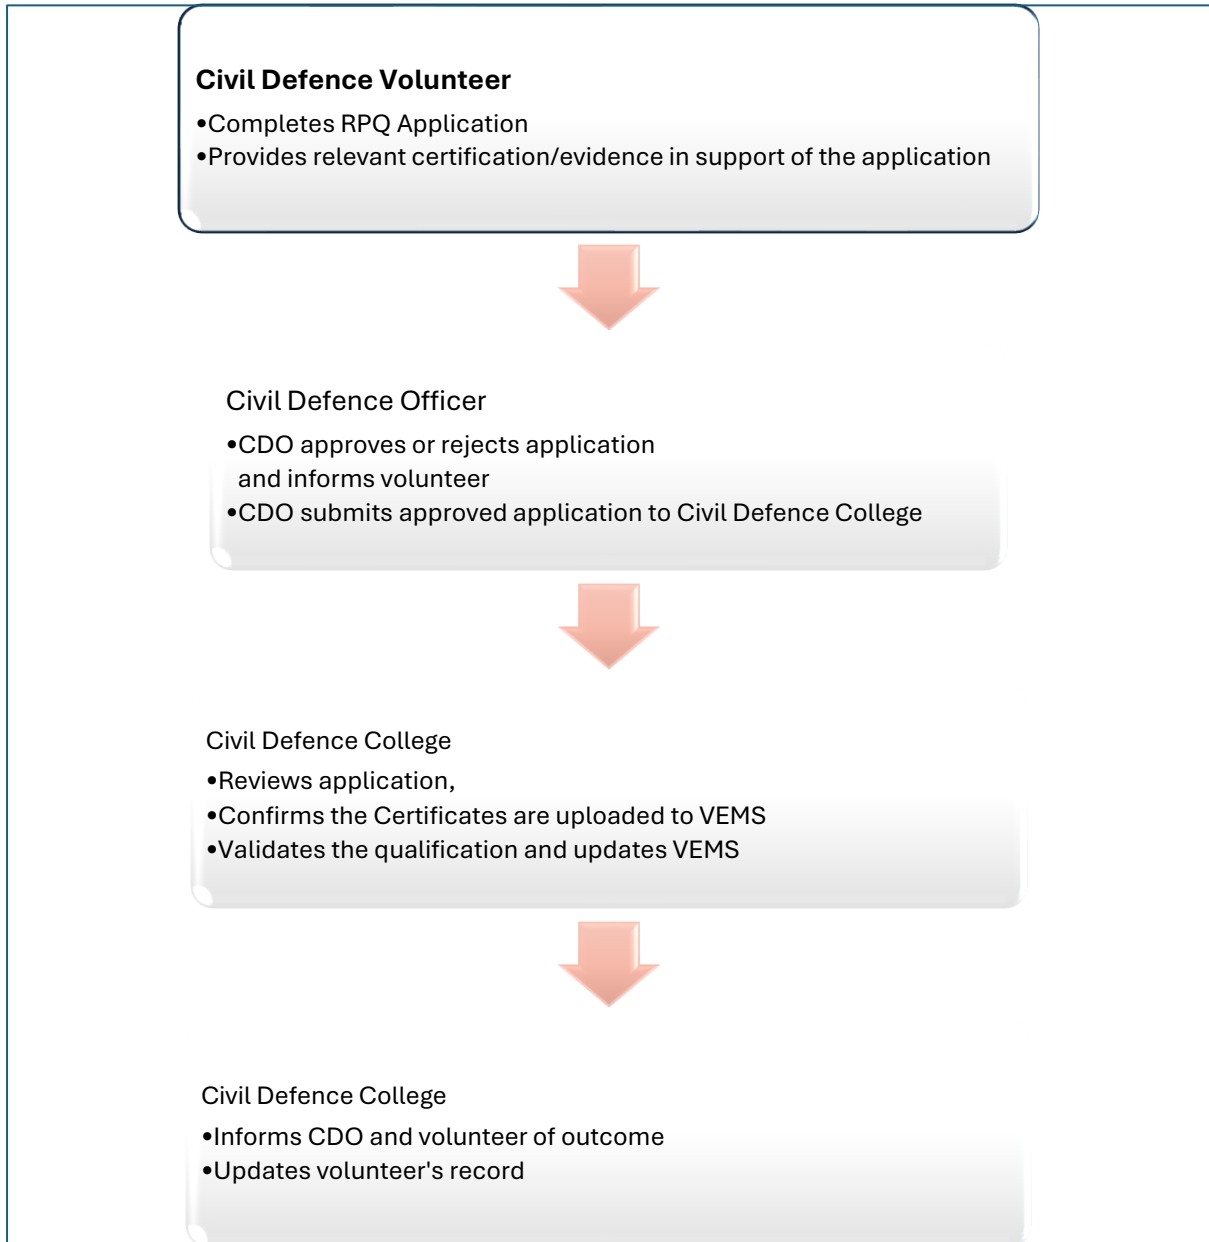 Civil Defence Volunteer
•Completes RPQ Application
•Provides relevant certification/evidence in support of the application
Civil Defence Officer
•CDO approves or rejects application
and informs volunteer
•CDO submits approved application to Civil Defence College
Civil Defence College
•Reviews application,
•Confirms the Certificates are uploaded to VEMS
•Validates the qualification and updates VEMS
Civil Defence College
•Informs CDO and volunteer of outcome
•Updates volunteer's record